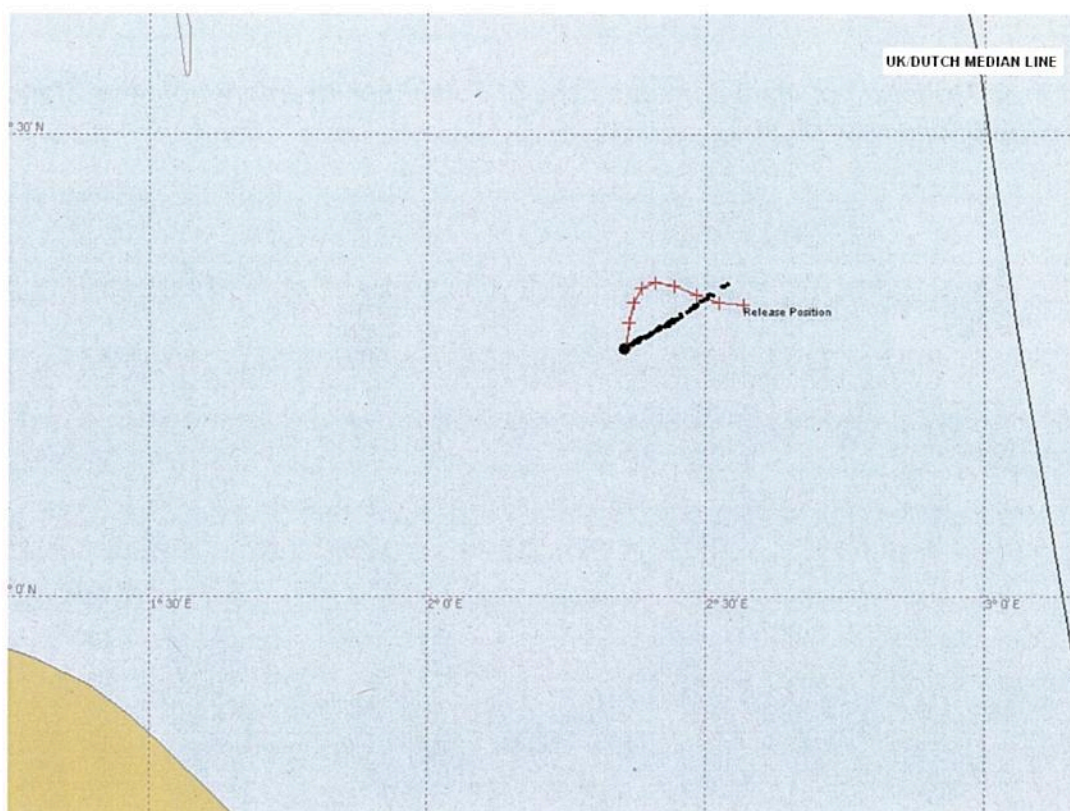 UK/DUTCH MEDIAN LINE
° 30' N
Release Position
° 0' N
1° 30' E
2° 0' E
2° 30' E
3° 0' E